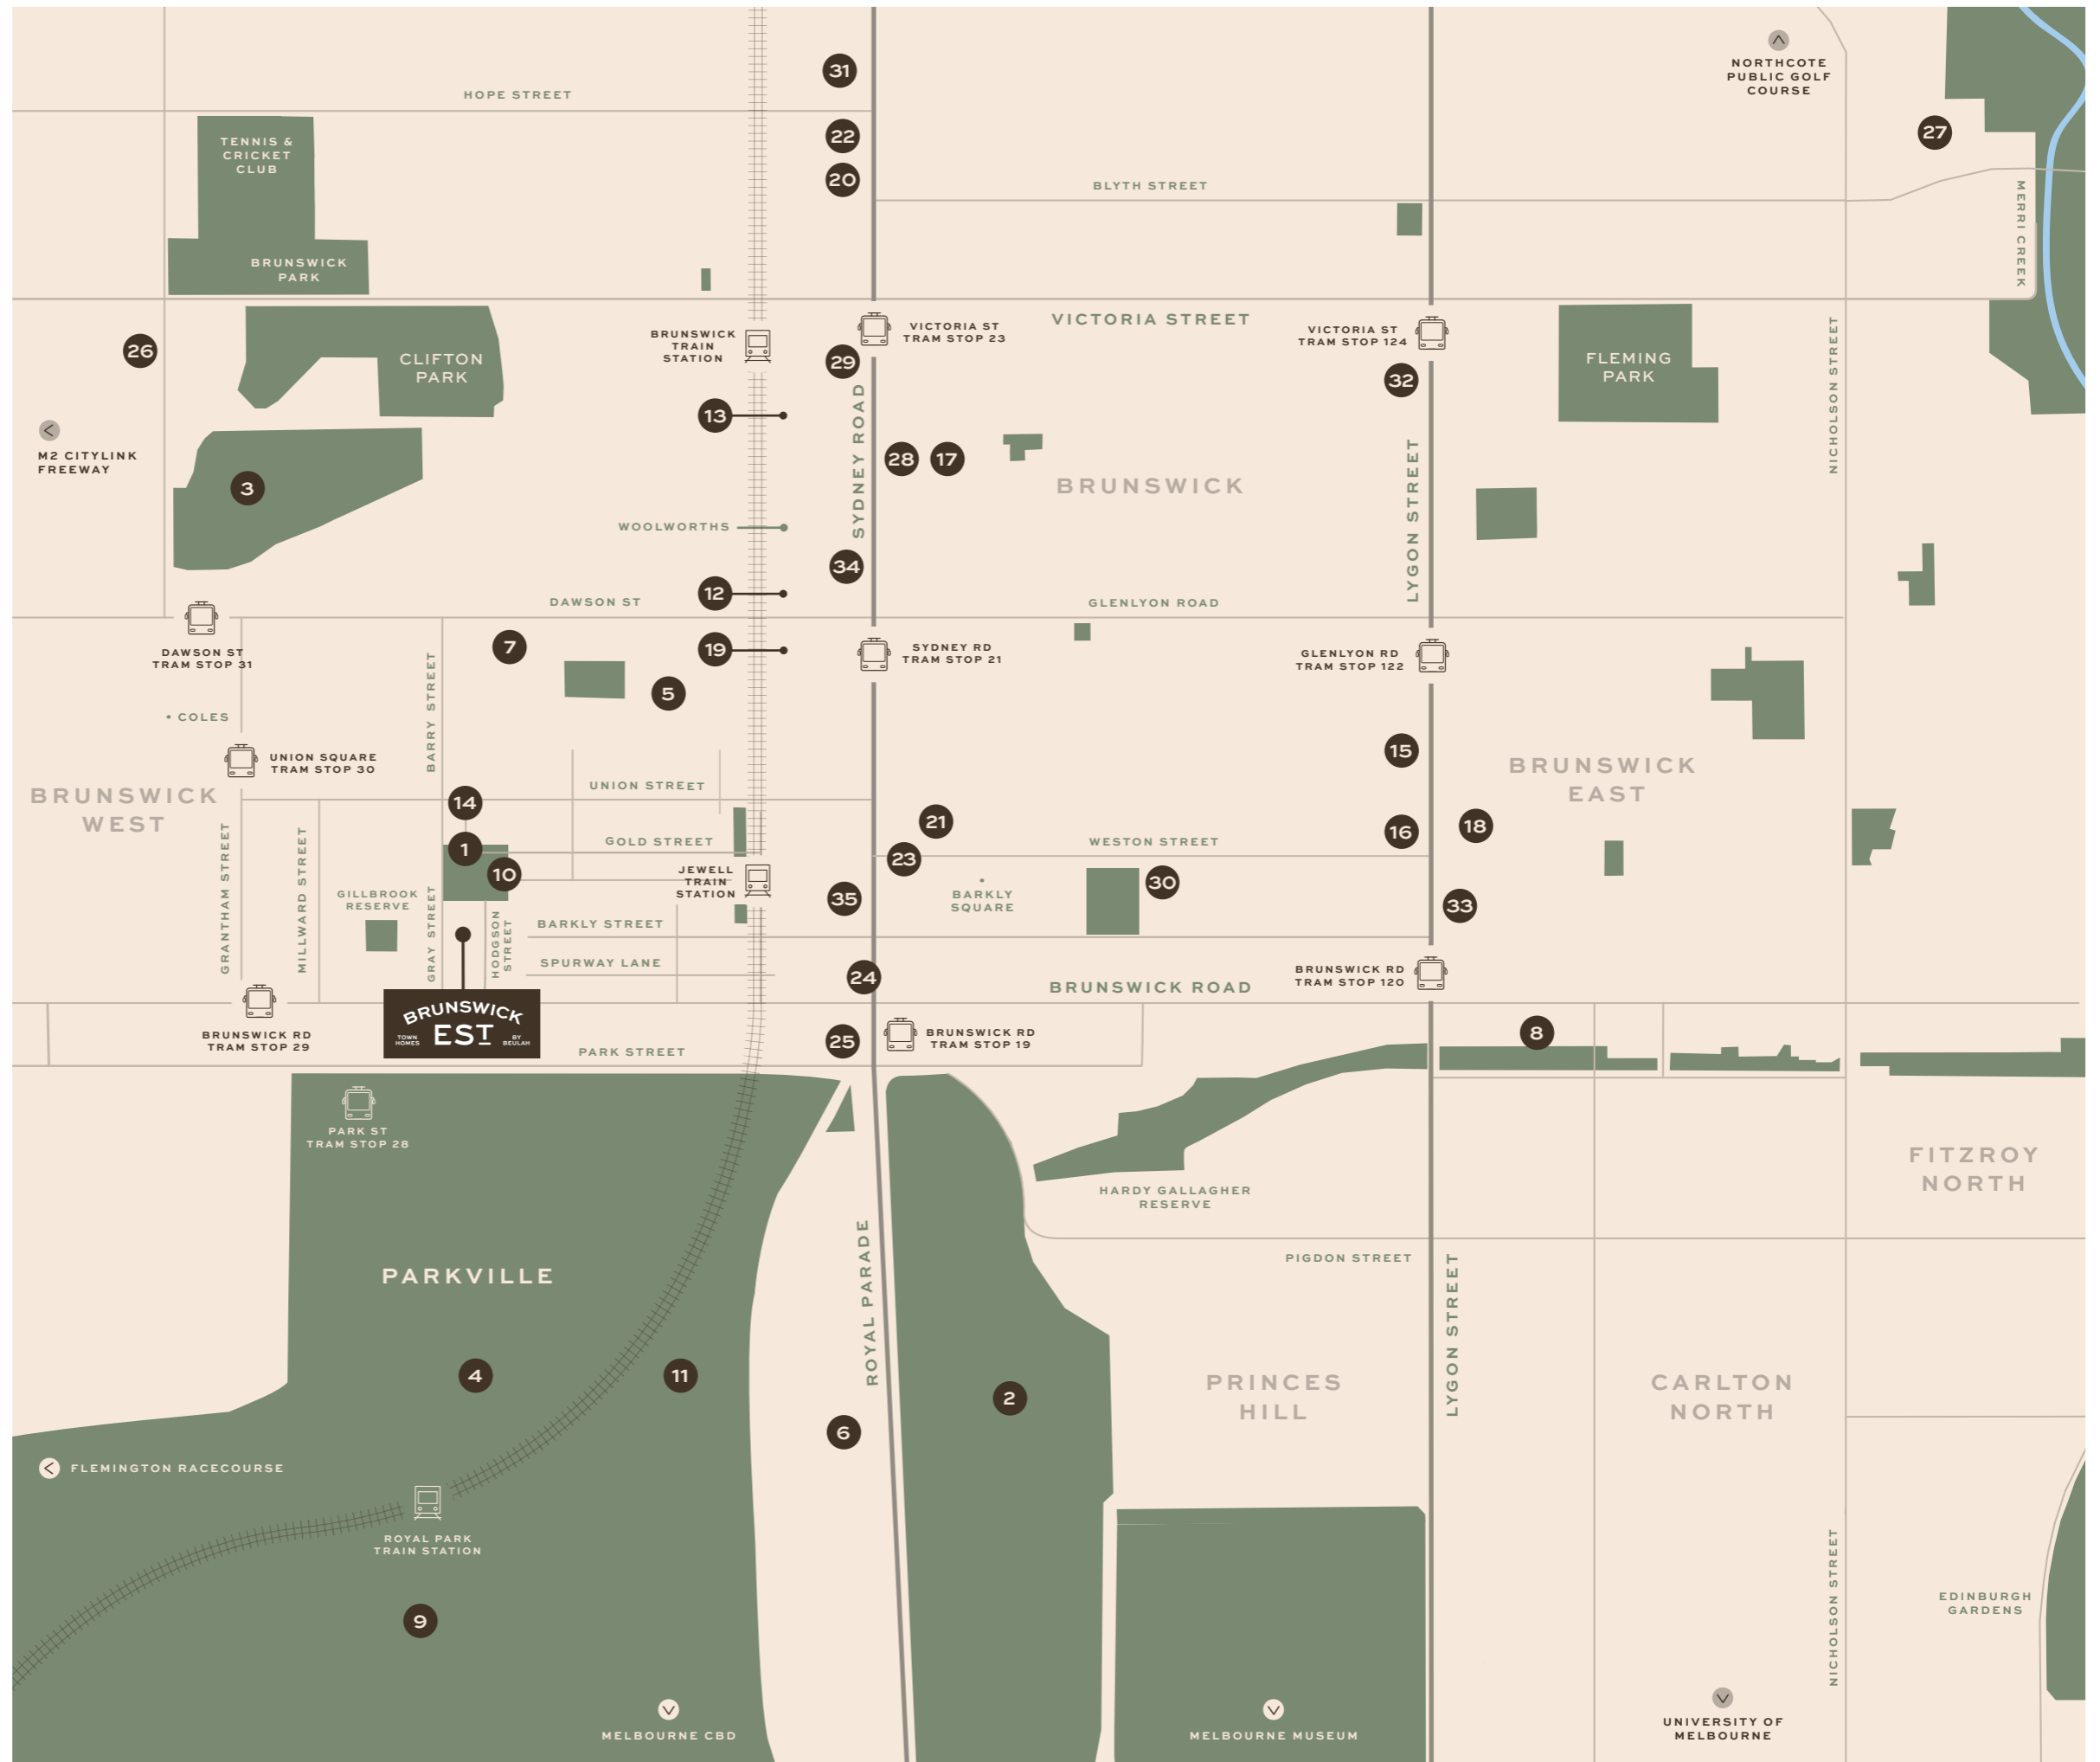 31
NORTHCOTE
PUBLIC GOLF
COURSE
HOPE STREET
22
27
TENNIS &
CRICKET
CLUB
20
BLYTH STREET
MERRI CREEK
BRUNSWICK
PARK
VICTORIA STREET
BRUNSWICK
TRAIN
STATION
VICTORIA ST
TRAM STOP 23
VICTORIA ST
TRAM STOP 124
NICHOLSON STREET
26
CLIFTON
PARK
29
32
FLEMING
PARK
13
SYDNEY ROAD
M2 CITYLINK
FREEWAY
28
17
LYGON STREET
3
BRUNSWICK
WOOLWORTHS
34
12
DAWSON ST
GLENLYON ROAD
DAWSON ST
TRAM STOP 31
7
19
SYDNEY RD
TRAM STOP 21
GLENLYON RD
TRAM STOP 122
BARRY STREET
5
COLES
UNION SQUARE
TRAM STOP 30
15
BRUNSWICK
EAST
BRUNSWICK
WEST
UNION STREET
14
21
16
18
GRANTHAM STREET
MILLWARD STREET
1
GOLD STREET
WESTON STREET
23
10
JEWELL
TRAIN
STATION
30
GILLBROOK
RESERVE
GRAY STREET
HODGSON
STREET
35
BARKLY
SQUARE
33
BARKLY STREET
SPURWAY LANE
24
BRUNSWICK ROAD
BRUNSWICK RD
TRAM STOP 120
BRUNSWICK RD
TRAM STOP 29
BRUNSWICK
EST
TOWN
HOMES
BY
BEULAH
PARK STREET
25
BRUNSWICK RD
TRAM STOP 19
8
PARK ST
TRAM STOP 28
FITZROY
NORTH
HARDY GALLAGHER
RESERVE
ROYAL PARADE
PIGDON STREET
LYGON STREET
PARKVILLE
4
11
2
PRINCES
HILL
CARLTON
NORTH
6
FLEMINGTON RACECOURSE
ROYAL PARK
TRAIN STATION
NICHOLSON STREET
EDINBURGH
GARDENS
9
MELBOURNE CBD
MELBOURNE MUSEUM
UNIVERSITY OF
MELBOURNE